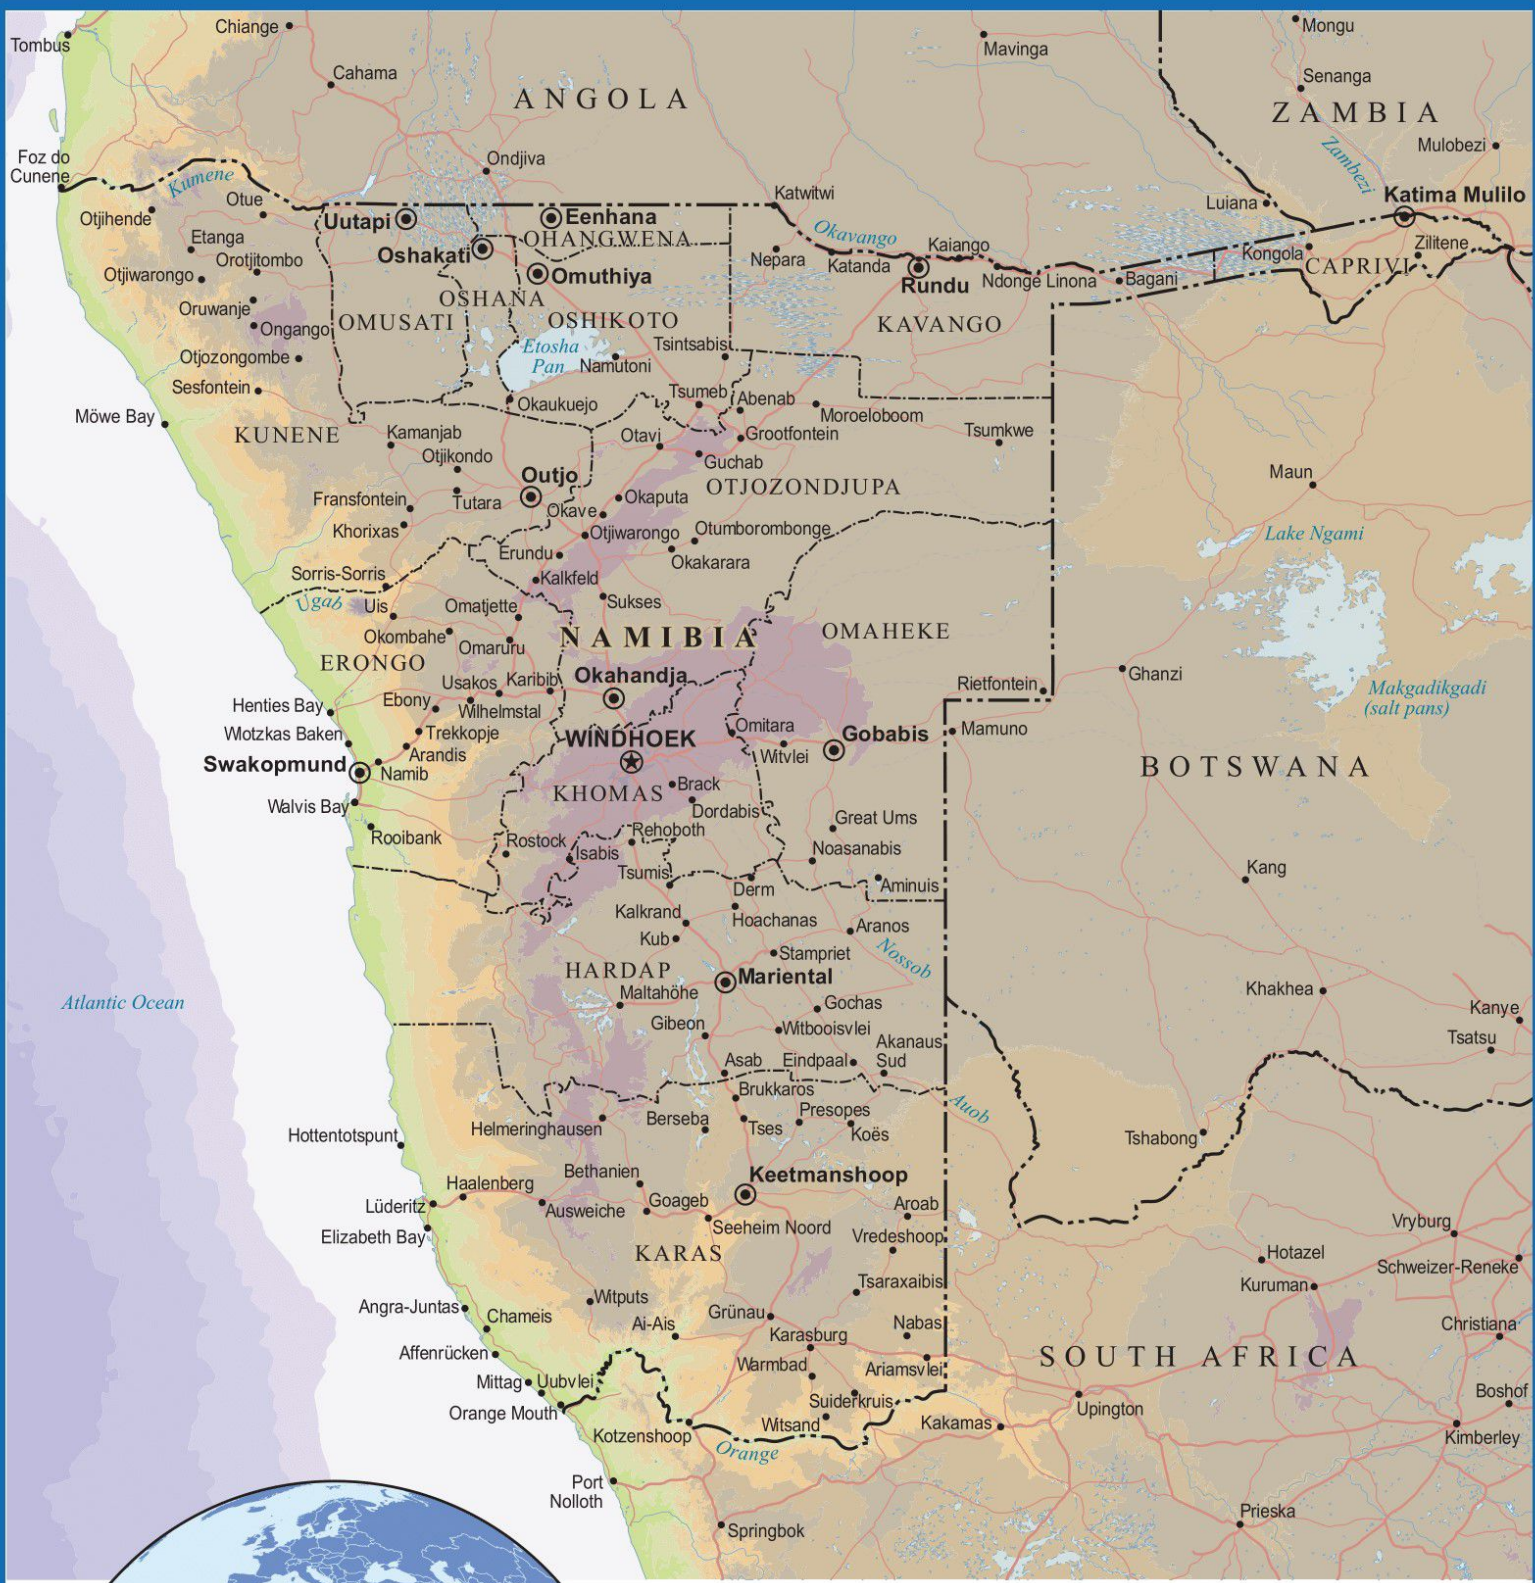 Chiange
Mongu
Tombus
Mavinga
Cahama
Senanga
ANGOLA
ZAMBIA
Mulobezi
Foz do
Cunene
Ondjiva
Zambezi
Kumene
Katwitwi
Katima Mulilo
Otue
Luiana
Otjihende
Uutapi
Eenhana
Okavango
Etanga
OHANGWENA
Kaiango
Zilitene
Oshakati
Kongola
Orotjitombo
Nepara
Katanda
CAPRIVI
Otjiwarongo
Omuthiya
Rundu
Ndonge Linona
Bagani
OSHANA
Oruwanje
OMUSATI
OSHIKOTO
KAVANGO
Ongango
Etosha
Pan
Tsintsabis
Otjozongombe
Namutoni
Sesfontein
Tsumeb
Okaukuejo
Abenab
Möwe Bay
Moroeloboom
KUNENE
Kamanjab
Otavi
Grootfontein
Tsumkwe
Otjikondo
Guchab
Maun
Outjo
OTJOZONDJUPA
Fransfontein
Tutara
Okaputa
Okave
Khorixas
Otjiwarongo
Otumborombonge
Lake Ngami
Erundu
Okakarara
Sorris-Sorris
Kalkfeld
Ugab
Uis
Omatjette
Sukses
Okombahe
NAMIBIA
OMAHEKE
Omaruru
ERONGO
Okahandja
Ghanzi
Usakos
Karibib
Rietfontein
Makgadikgadi
(salt pans)
Henties Bay
Ebony
Wilhelmstal
Wlotzkas Baken
Trekkopje
Omitara
Mamuno
WINDHOEK
Gobabis
Arandis
Witvlei
Swakopmund
Namib
BOTSWANA
Brack
KHOMAS
Walvis Bay
Dordabis
Great Ums
Rooibank
Rehoboth
Rostock
Isabis
Noasanabis
Tsumis
Kang
Derm
Aminuis
Kalkrand
Hoachanas
Aranos
Kub
Nossob
Stampriet
HARDAP
Mariental
Maltahöhe
Khakhea
Atlantic Ocean
Gochas
Kanye
Gibeon
Witbooisvlei
Tsatsu
Akanaus
Sud
Asab
Eindpaal
Brukkaros
Auob
Presopes
Berseba
Helmeringhausen
Tses
Koës
Hottentotspunt
Tshabong
Bethanien
Keetmanshoop
Haalenberg
Lüderitz
Goageb
Aroab
Ausweiche
Seeheim Noord
Vryburg
Elizabeth Bay
Vredeshoop
KARAS
Hotazel
Schweizer-Reneke
Tsaraxaibis
Kuruman
Witputs
Angra-Juntas
Chameis
Grünau
Ai-Ais
Nabas
Christiana
Karasburg
Affenrücken
SOUTH AFRICA
Warmbad
Ariamsvlei
Mittag
Uubvlei
Boshof
Suiderkruis
Orange Mouth
Upington
Witsand
Kakamas
Kotzenshoop
Kimberley
Orange
Port
Nolloth
Prieska
Springbok